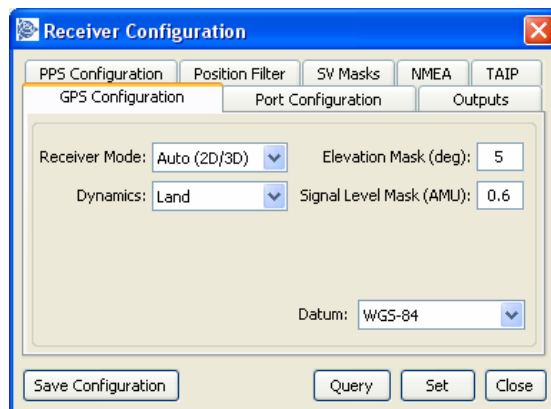 Receiver Configuration
PPS Configuration Position Filter SV Masks NMEA TAIP
GPS Configuration Port Configuration Outputs
Receiver Mode: Auto (2D/3D) Elevation Mask (deg): 5
Dynamics: Land Signal Level Mask (AMU): 0.6
Datum: WGS-84
Save Configuration Query Set Close